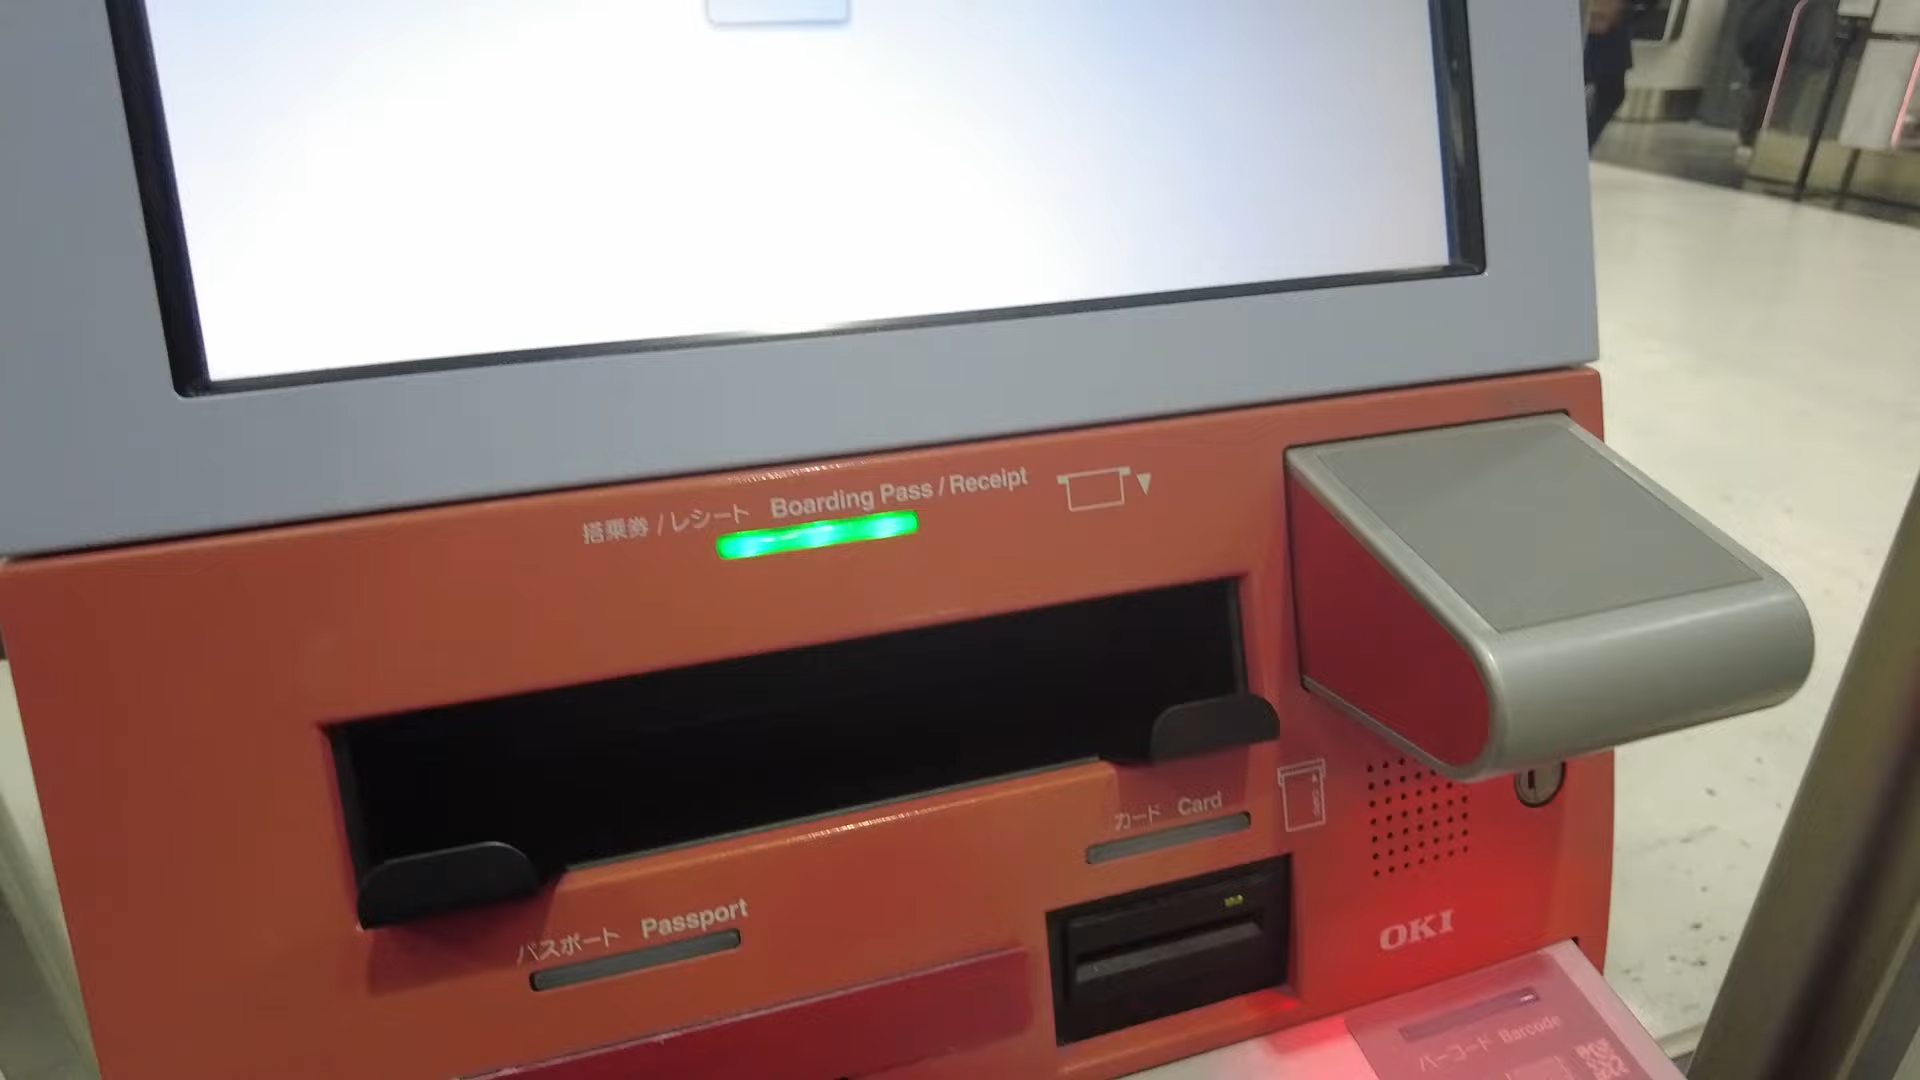 搭乗券 / レシート Boarding Pass / Receipt
カード Card
パスポート Passport
OKI
バーコード Barcode